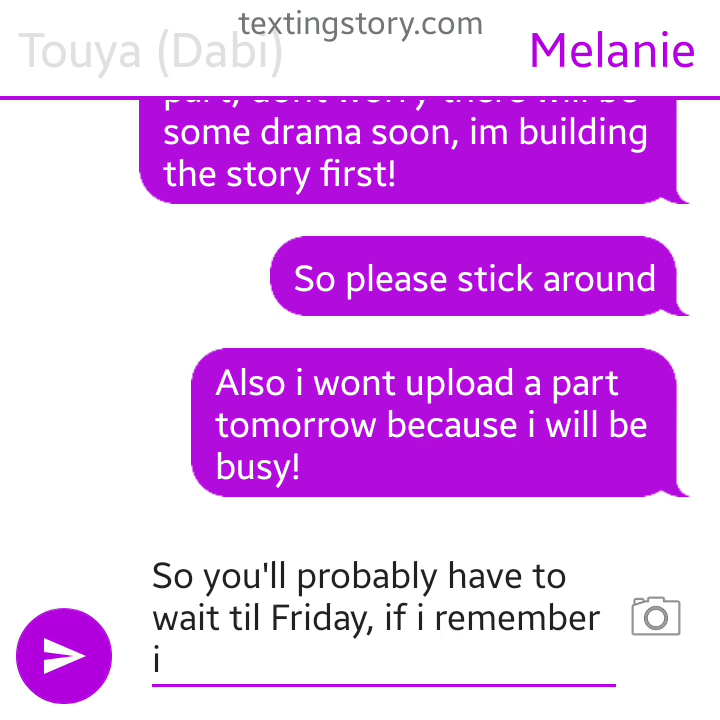 textingstory.com
Touya (Dabi)
Melanie
some drama soon, im building
the story first!
So please stick around
Also i wont upload a part
tomorrow because i will be
busy!
So you'll probably have to
wait til Friday, if i remember
i